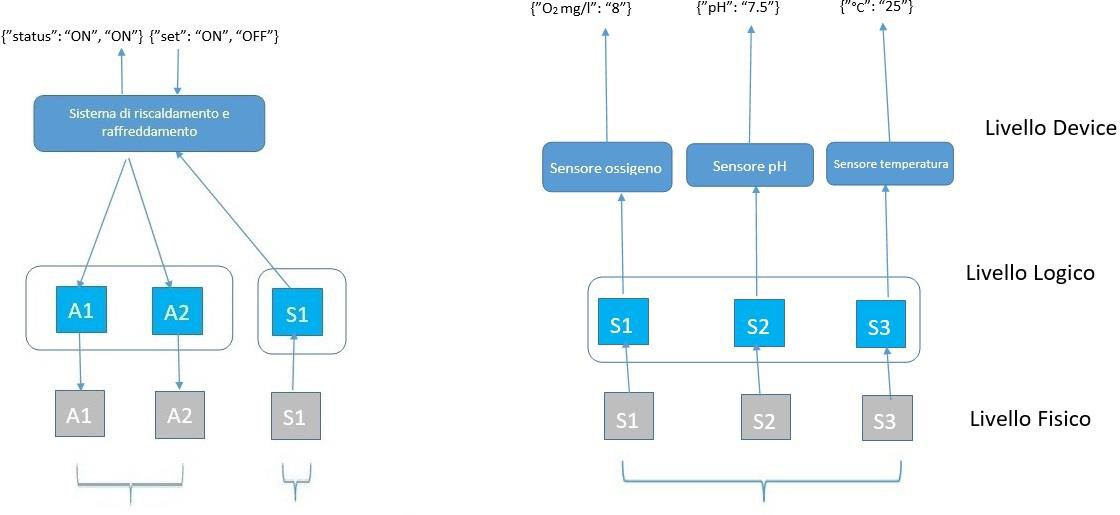 {"O₂ mg/l": "8"} {"pH": "7.5"} {"°C": "25"}
{"status": "ON", "ON"} {"set": "ON", "OFF"}
Sistema di riscaldamento e
raffreddamento
Livello Device
Sensore ossigeno
Sensore pH
Sensore temperatura
Livello Logico
A1 A2 S1
S1 S2 S3
A1 A2 S1
S1 S2 S3
Livello Fisico